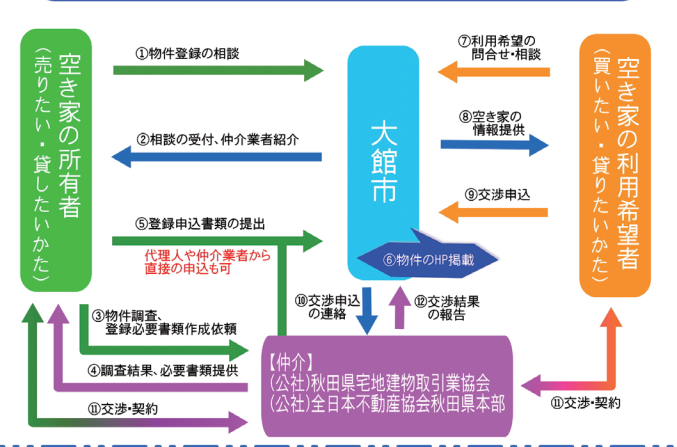 空き家の所有者
（売りたい・貸したいかた）
①物件登録の相談
②相談の受付、仲介業者紹介
⑤登録申込書類の提出
代理人や仲介業者から
直接の申込も可
大館市
⑥物件のHP掲載
⑦利用希望の
問合せ・相談
⑧空き家の
情報提供
⑨交渉申込
空き家の利用希望者
（買いたい・貸りたいかた）
③物件調査、
登録必要書類作成依頼
④調査結果、必要書類提供
⑪交渉・契約
⑩交渉申込
の連絡
⑫交渉結果
の報告
【仲介】
(公社)秋田県宅地建物取引業協会
(公社)全日本不動産協会秋田県本部
⑪交渉・契約